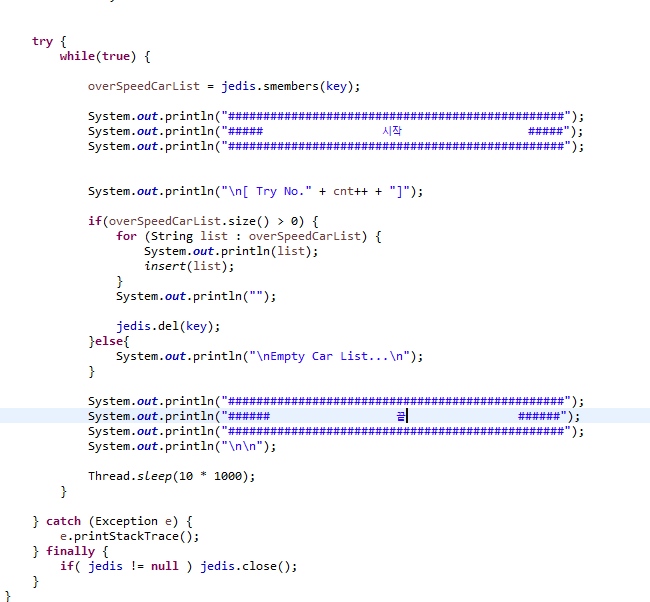 try {
while(true) {
overSpeedCarList = jedis.smembers(key);
System.out.println("################################################");
System.out.println("#####                 시작                  #####");
System.out.println("################################################");
System.out.println("\n[ Try No." + cnt++ + "]");
if(overSpeedCarList.size() > 0) {
for (String list : overSpeedCarList) {
System.out.println(list);
insert(list);
}
System.out.println("");
jedis.del(key);
}else{
System.out.println("\nEmpty Car List...\n");
}
System.out.println("################################################");
System.out.println("######                  끝                ######");
System.out.println("################################################");
System.out.println("\n\n");
Thread.sleep(10 * 1000);
}
} catch (Exception e) {
e.printStackTrace();
} finally {
if( jedis != null ) jedis.close();
}
}